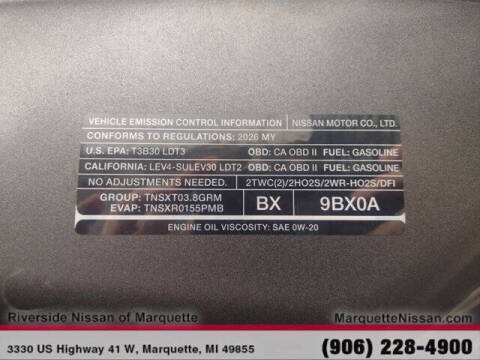 VEHICLE EMISSION CONTROL INFORMATION NISSAN MOTOR CO., LTD.
CONFORMS TO REGULATIONS: 2026 MY
U.S. EPA: T3B30 LDT3 OBD: CA OBD II FUEL: GASOLINE
CALIFORNIA: LEV4-SULEV30 LDT2 OBD: CA OBD II FUEL: GASOLINE
NO ADJUSTMENTS NEEDED. 2TWC(2)/2HO2S/2WR-HO2S/DFI
GROUP: TNSXT03.8GRM
EVAP: TNSXR0155PMB
BX 9BX0A
ENGINE OIL VISCOSITY: SAE 0W-20
Riverside Nissan of Marquette MarquetteNissan.com
3330 US Highway 41 W, Marquette, MI 49855 (906) 228-4900